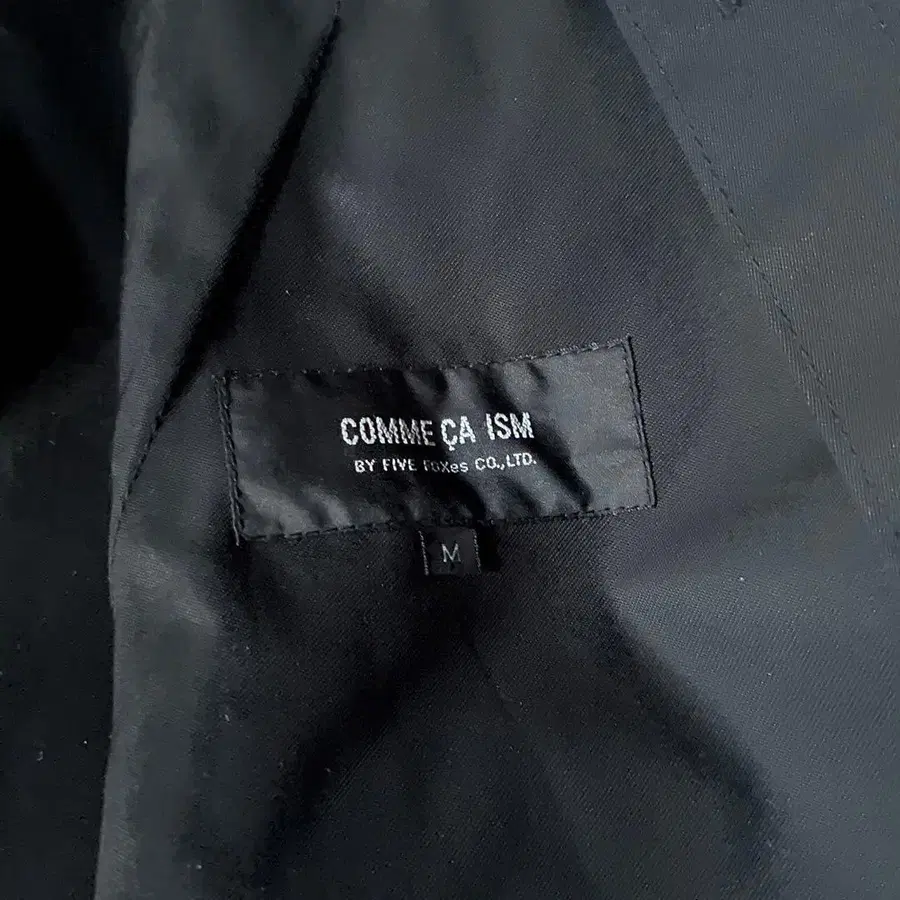 COMME ÇA ISM
BY FIVE FOXes CO.,LTD.
M